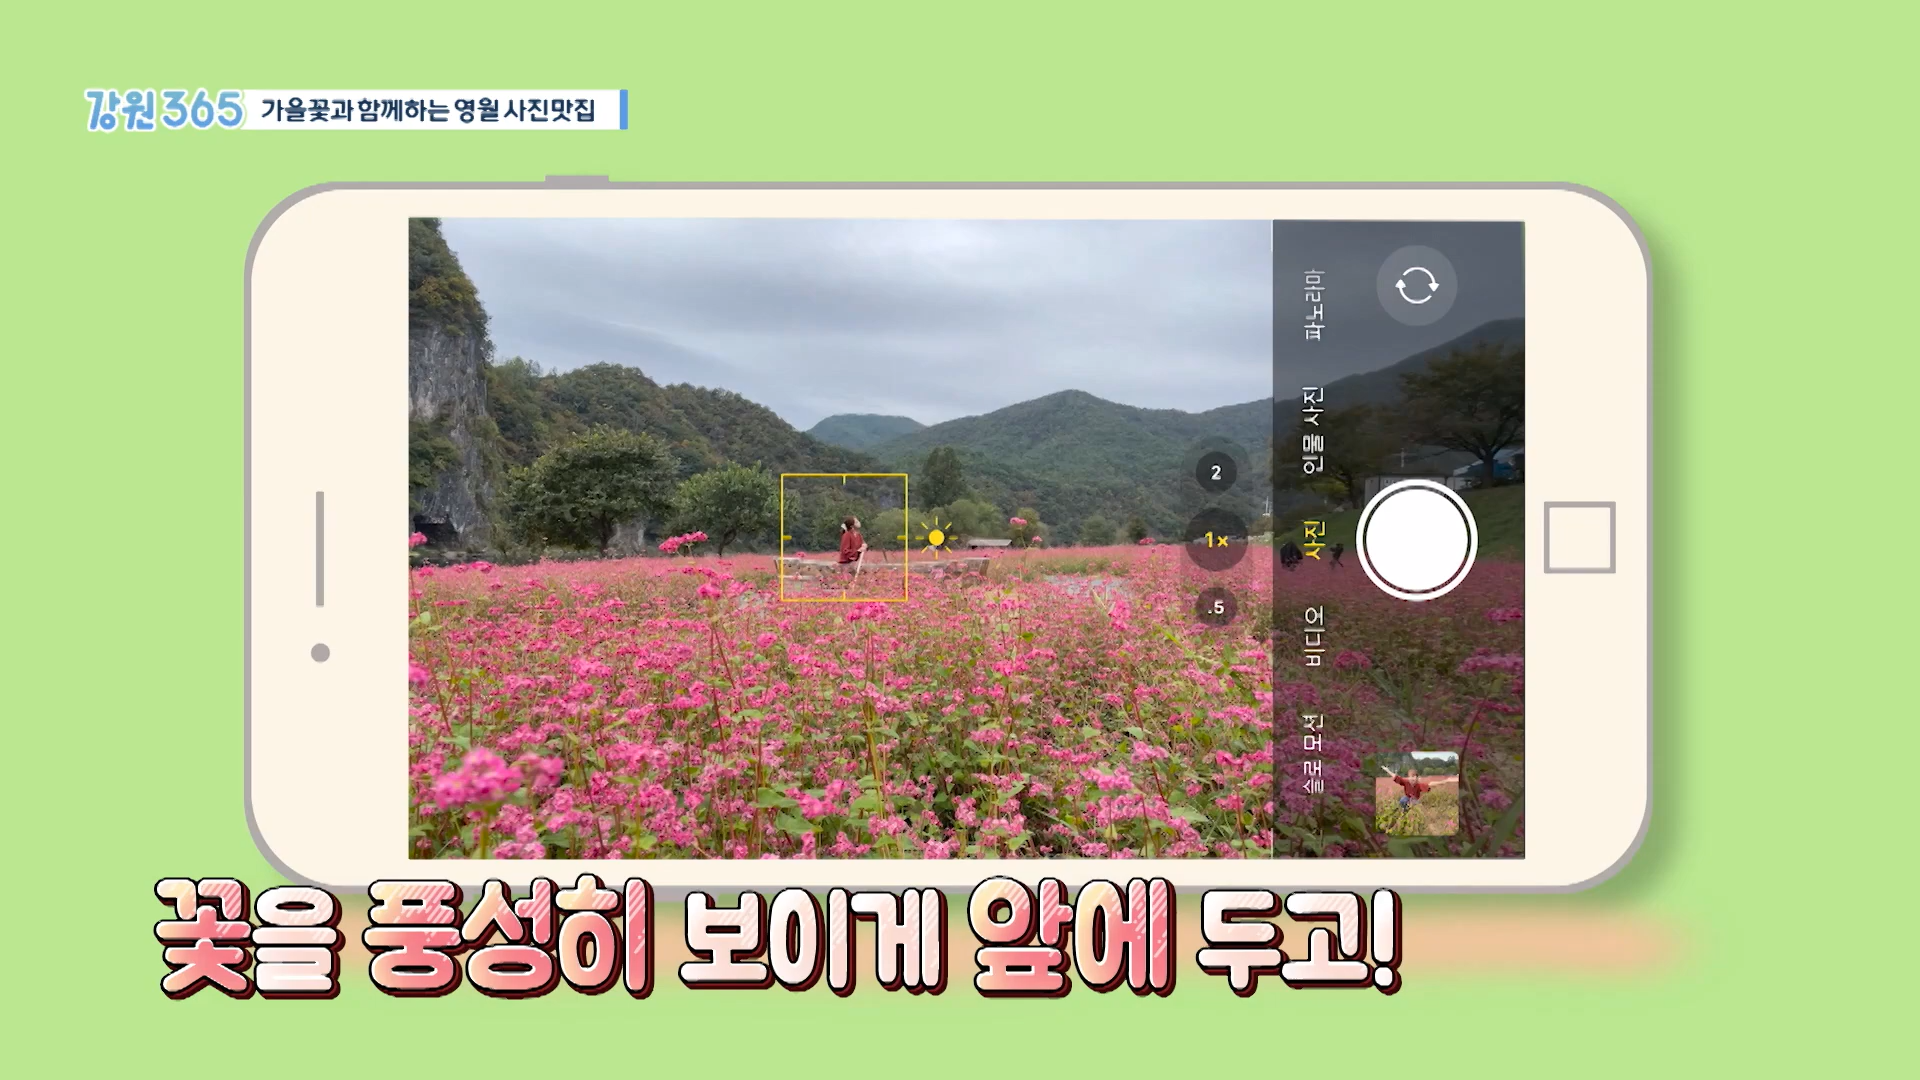 강원365 가을꽃과 함께하는 영월 사진맛집
파노라마
인물 사진
2
1×
사진
.5
비디오
슬로 모션
꽃을 풍성히 보이게 앞에 두고!